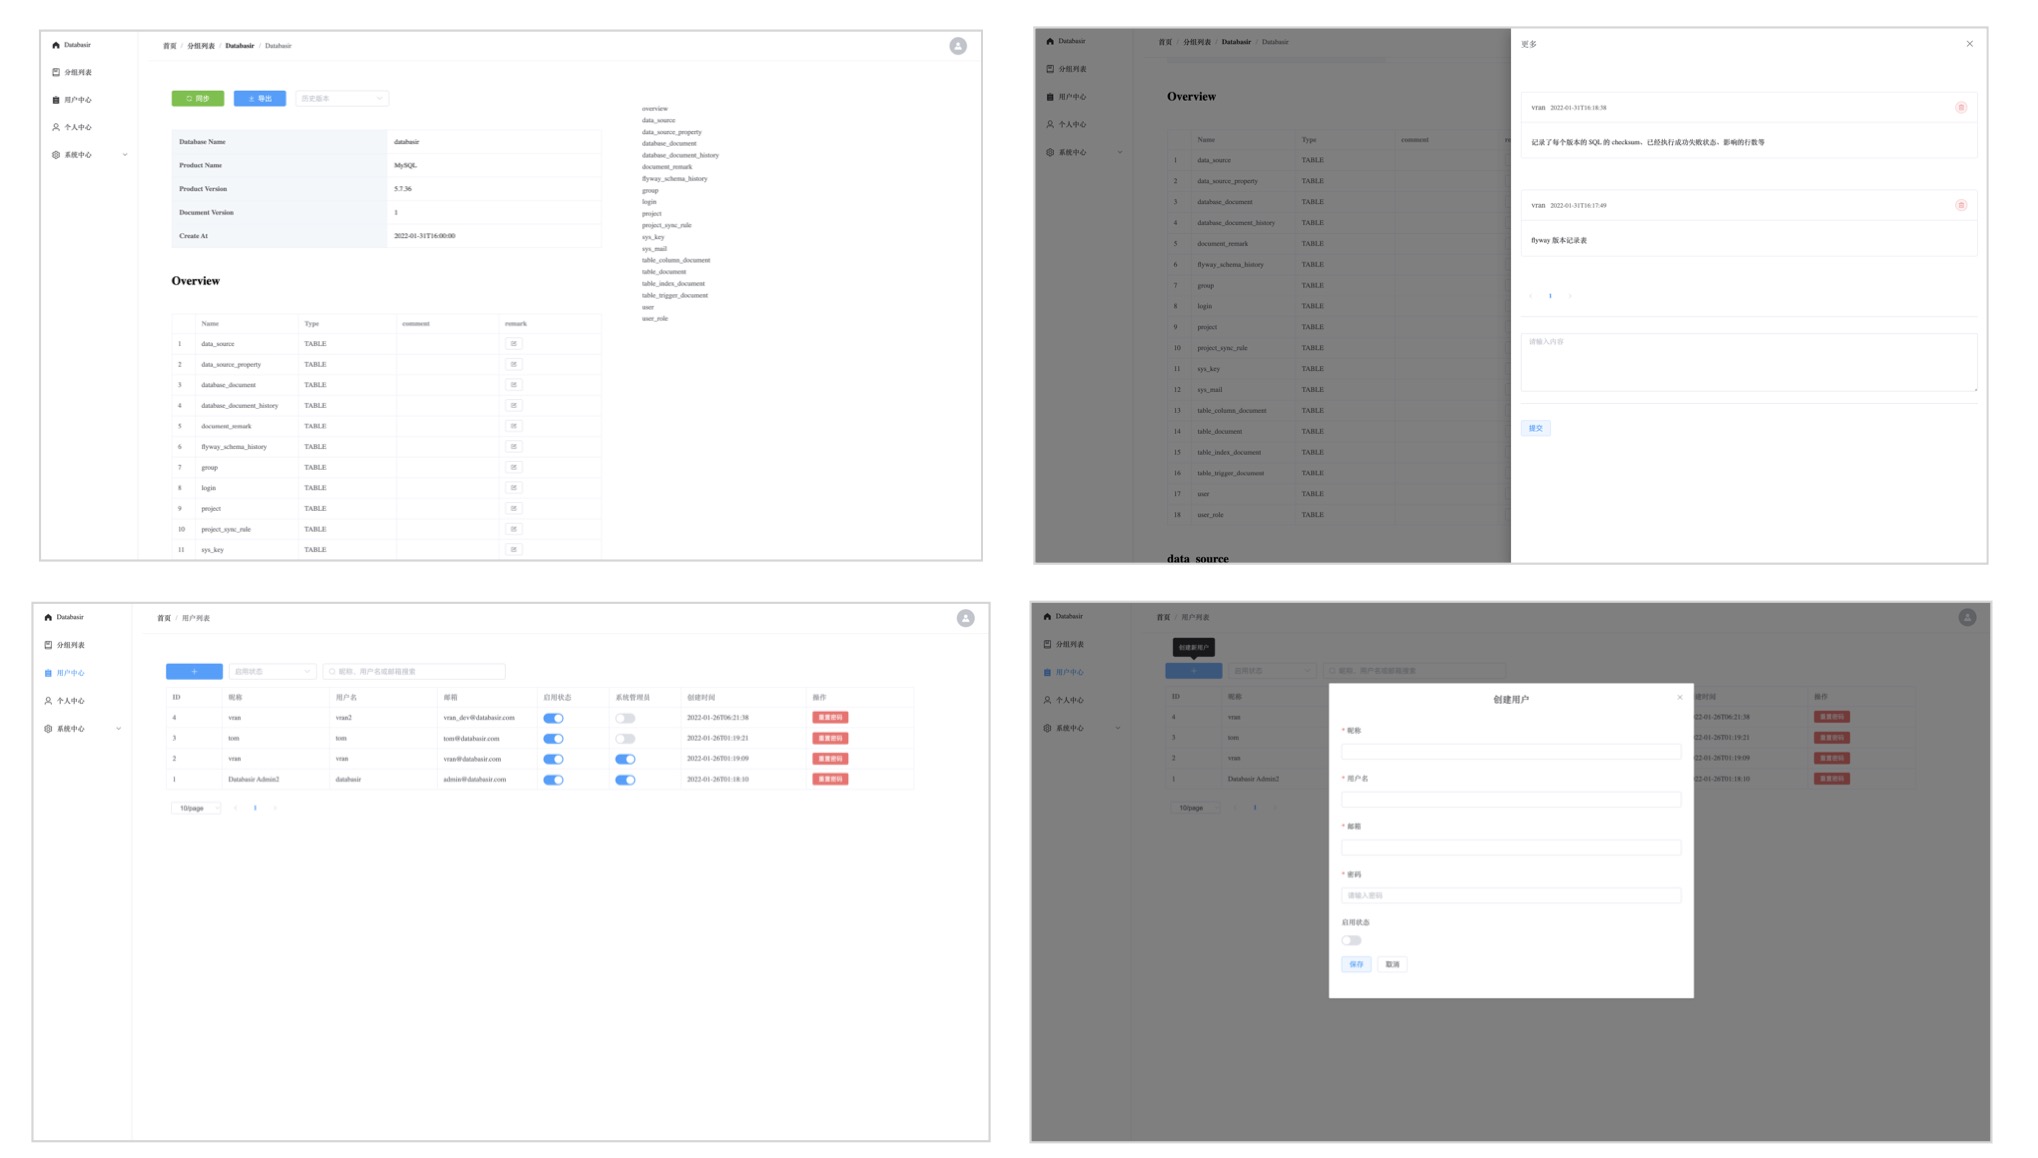 Databasir
首页 / 分组列表 / Databasir / Databasir
分组列表
用户中心
个人中心
系统中心
同步 导出 历史版本
Database Name databasir
Product Name MySQL
Product Version 5.7.36
Document Version 1
Create At 2022-01-31T16:00:00
Overview
Name Type comment remark
1 data_source TABLE
2 data_source_property TABLE
3 database_document TABLE
4 database_document_history TABLE
5 document_remark TABLE
6 flyway_schema_history TABLE
7 group TABLE
8 login TABLE
9 project TABLE
10 project_sync_rule TABLE
11 sys_key TABLE
overview
data_source
data_source_property
database_document
database_document_history
document_remark
flyway_schema_history
group
login
project
project_sync_rule
sys_key
sys_mail
table_column_document
table_document
table_index_document
table_trigger_document
user
user_role
Databasir
首页 / 分组列表 / Databasir / Databasir
分组列表
用户中心
个人中心
系统中心
Overview
Name Type comment re
1 data_source TABLE
2 data_source_property TABLE
3 database_document TABLE
4 database_document_history TABLE
5 document_remark TABLE
6 flyway_schema_history TABLE
7 group TABLE
8 login TABLE
9 project TABLE
10 project_sync_rule TABLE
11 sys_key TABLE
12 sys_mail TABLE
13 table_column_document TABLE
14 table_document TABLE
15 table_index_document TABLE
16 table_trigger_document TABLE
17 user TABLE
18 user_role TABLE
data_source
更多
vran 2022-01-31T16:18:38
记录了每个版本的 SQL 的 checksum、已经执行成功失败状态、影响的行数等
vran 2022-01-31T16:17:49
flyway 版本记录表
1
请输入内容
提交
Databasir
首页 / 用户列表
分组列表
用户中心
个人中心
系统中心
+ 启用状态 昵称、用户名或邮箱搜索
ID 昵称 用户名 邮箱 启用状态 系统管理员 创建时间 操作
4 vran vran2 vran_dev@databasir.com 2022-01-26T06:21:38 重置密码
3 tom tom tom@databasir.com 2022-01-26T01:19:21 重置密码
2 vran vran vran@databasir.com 2022-01-26T01:19:09 重置密码
1 Databasir Admin2 databasir admin@databasir.com 2022-01-26T01:18:10 重置密码
10/page 1
Databasir
首页 / 用户列表
分组列表
用户中心
个人中心
系统中心
创建新用户
+ 启用状态 昵称、用户名或邮箱搜索
ID 昵称 建时间 操作
4 vran 22-01-26T06:21:38 重置密码
3 tom 22-01-26T01:19:21 重置密码
2 vran 22-01-26T01:19:09 重置密码
1 Databasir Admin2 022-01-26T01:18:10 重置密码
10/page 1
创建用户
* 昵称
* 用户名
* 邮箱
* 密码
请输入密码
启用状态
保存 取消